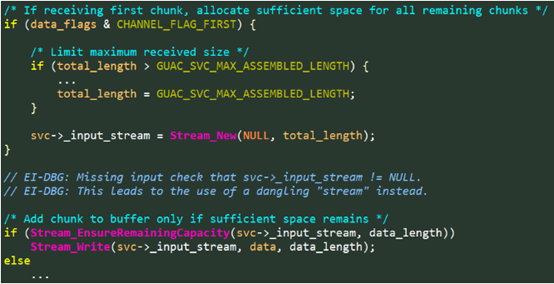 /* If receiving first chunk, allocate sufficient space for all remaining chunks */
if (data_flags & CHANNEL_FLAG_FIRST) {
/* Limit maximum received size */
if (total_length > GUAC_SVC_MAX_ASSEMBLED_LENGTH) {
...
total_length = GUAC_SVC_MAX_ASSEMBLED_LENGTH;
}
svc->_input_stream = Stream_New(NULL, total_length);
}
// EI-DBG: Missing input check that svc->_input_stream != NULL.
// EI-DBG: This leads to the use of a dangling "stream" instead.
/* Add chunk to buffer only if sufficient space remains */
if (Stream_EnsureRemainingCapacity(svc->_input_stream, data_length))
Stream_Write(svc->_input_stream, data, data_length);
else
...